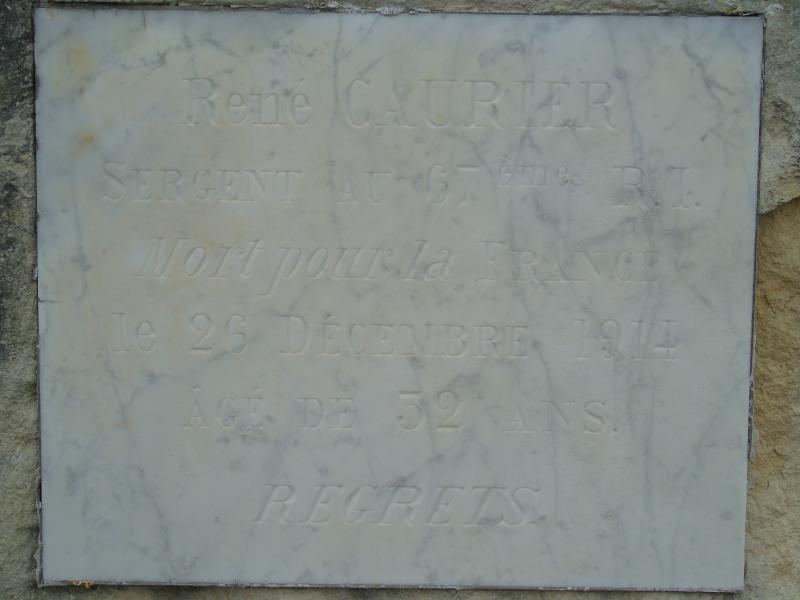 René CAURIER
SERGENT AU 67ème R.I.
Mort pour la FRANCE
le 26 DÉCEMBRE 1914
ÂGÉ DE 32 ANS.
REGRETS.